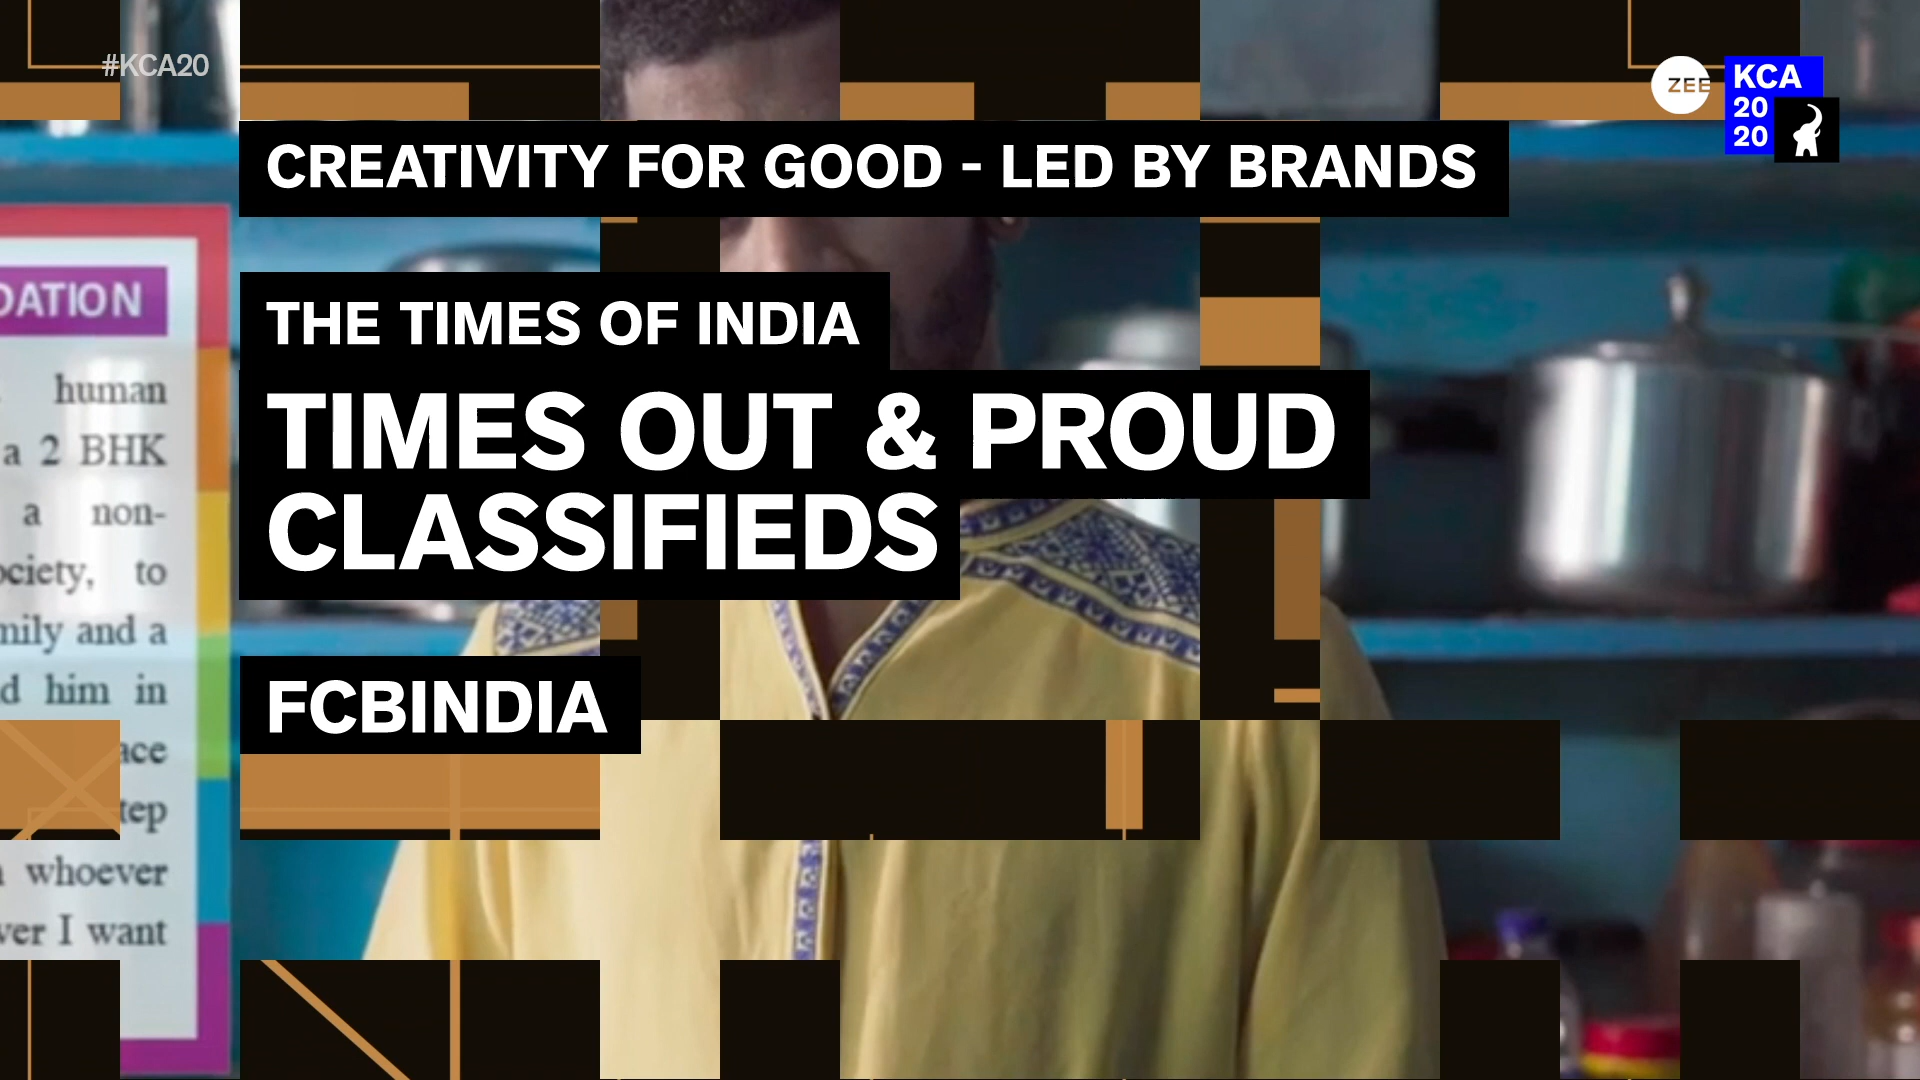 #KCA20
ZEE
KCA
20
20
CREATIVITY FOR GOOD - LED BY BRANDS
THE TIMES OF INDIA
TIMES OUT & PROUD
CLASSIFIEDS
FCBINDIA
DATION
human
a 2 BHK
a non-
ociety, to
mily and a
d him in
ace
tep
whoever
ver I want